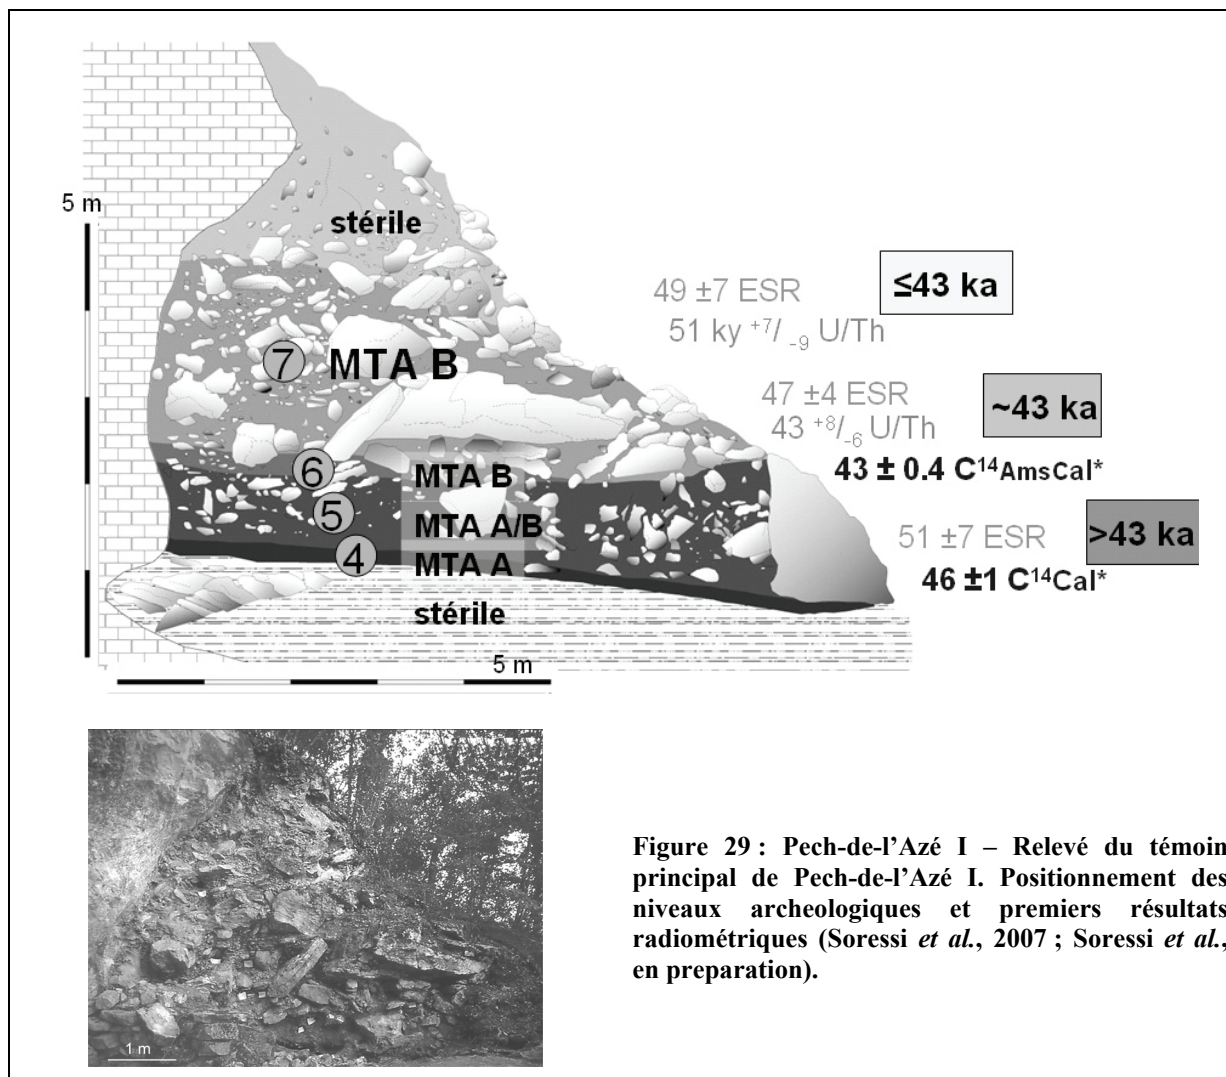 5 m
stérile
49 ±7 ESR
≤43 ka
51 ky +7/-9 U/Th
7 MTA B
47 ±4 ESR
~43 ka
43 +8/-6 U/Th
6 MTA B
43 ± 0.4 C14AmsCal*
5 MTA A/B
51 ±7 ESR
>43 ka
4 MTA A
46 ±1 C14Cal*
stérile
5 m
1 m
Figure 29 : Pech-de-l'Azé I – Relevé du témoin
principal de Pech-de-l'Azé I. Positionnement des
niveaux archeologiques et premiers résultats
radiométriques (Soressi et al., 2007 ; Soressi et al.,
en preparation).